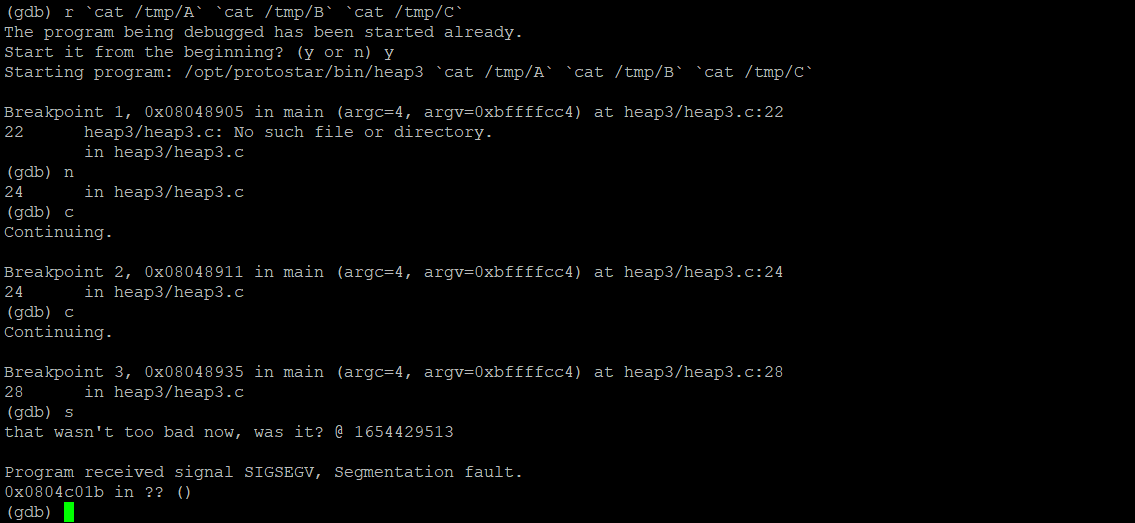 (gdb) r `cat /tmp/A` `cat /tmp/B` `cat /tmp/C`
The program being debugged has been started already.
Start it from the beginning? (y or n) y
Starting program: /opt/protostar/bin/heap3 `cat /tmp/A` `cat /tmp/B` `cat /tmp/C`

Breakpoint 1, 0x08048905 in main (argc=4, argv=0xbffffcc4) at heap3/heap3.c:22
22      heap3/heap3.c: No such file or directory.
        in heap3/heap3.c
(gdb) n
24      in heap3/heap3.c
(gdb) c
Continuing.

Breakpoint 2, 0x08048911 in main (argc=4, argv=0xbffffcc4) at heap3/heap3.c:24
24      in heap3/heap3.c
(gdb) c
Continuing.

Breakpoint 3, 0x08048935 in main (argc=4, argv=0xbffffcc4) at heap3/heap3.c:28
28      in heap3/heap3.c
(gdb) s
that wasn't too bad now, was it? @ 1654429513

Program received signal SIGSEGV, Segmentation fault.
0x0804c01b in ?? ()
(gdb)